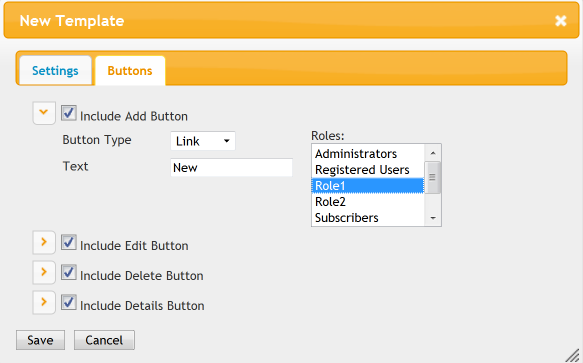 New Template
Settings Buttons
Include Add Button
Button Type Link
Text New
Roles:
Administrators
Registered Users
Role1
Role2
Subscribers
Include Edit Button
Include Delete Button
Include Details Button
Save Cancel